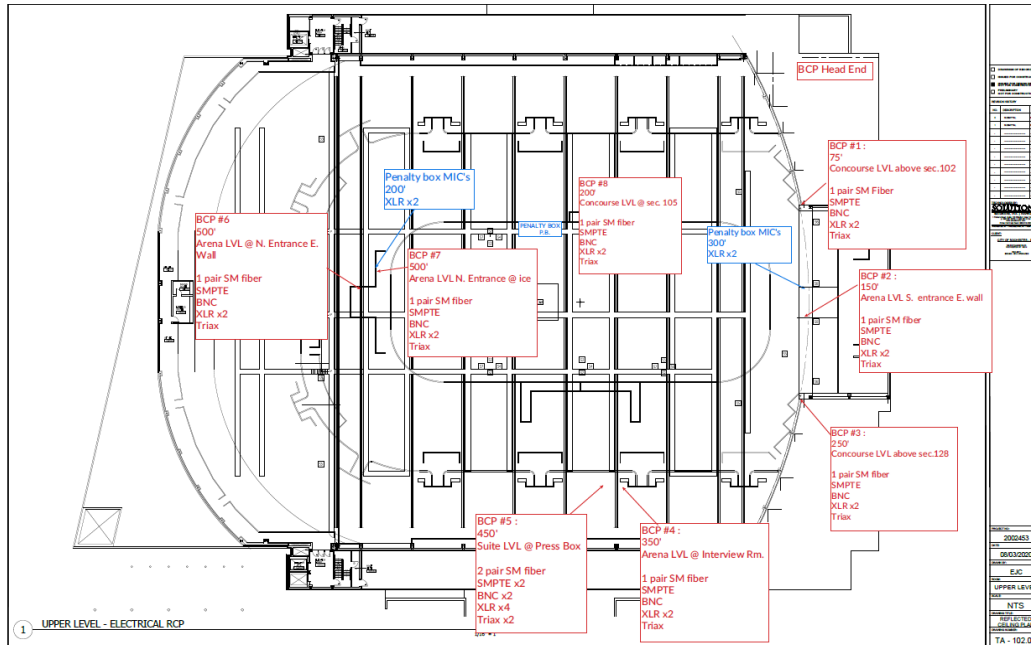 BCP Head End
BCP #1 :
75'
Concourse LVL above sec.102
1 pair SM Fiber
SMPTE
BNC
XLR x2
Triax
Penalty box MIC's
200'
XLR x2
BCP #8
200'
Concourse LVL @ sec. 105
1 pair SM fiber
SMPTE
BNC
XLR x2
Triax
BCP #6
500'
Arena LVL @ N. Entrance E.
Wall
1 pair SM fiber
SMPTE
BNC
XLR x2
Triax
PENALTY BOX
P.B.
Penalty box MIC's
300'
XLR x2
BCP #7
500'
Arena LVL N. Entrance @ ice
1 pair SM fiber
SMPTE
BNC
XLR x2
Triax
BCP #2 :
150'
Arena LVL S. entrance E. wall
1 pair SM fiber
SMPTE
BNC
XLR x2
Triax
BCP #3 :
250'
Concourse LVL above sec.128
1 pair SM fiber
SMPTE
BNC
XLR x2
Triax
BCP #5 :
450'
Suite LVL @ Press Box
2 pair SM fiber
SMPTE x2
BNC x2
XLR x4
Triax x2
BCP #4 :
350'
Arena LVL @ Interview Rm.
1 pair SM fiber
SMPTE
BNC
XLR x2
Triax
1 UPPER LEVEL - ELECTRICAL RCP
SOLUTION
2002453
08/03/2020
EJC
UPPER LEVE
NTS
REFLECTED
CEILING PLA
TA - 102.0